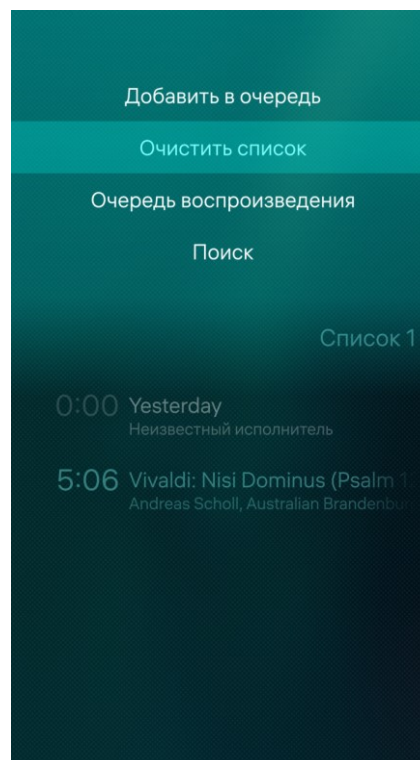 Добавить в очередь
Очистить список
Очередь воспроизведения
Поиск
Список 1
0:00 Yesterday
Неизвестный исполнитель
5:06 Vivaldi: Nisi Dominus (Psalm 1
Andreas Scholl, Australian Brandenbu